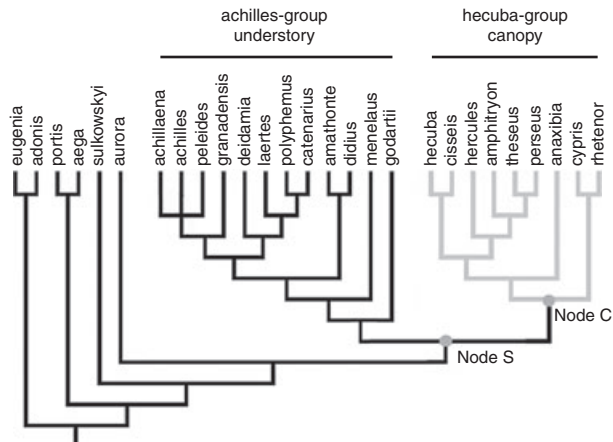 achilles-group
understory
hecuba-group
canopy
eugenia
adonis
portis
aega
sulkowskyi
aurora
achillaena
achilles
peleides
granadensis
deidamia
laertes
polyphemus
catenarius
amathonte
didius
menelaus
godartii
hecuba
cisseis
hercules
amphitryon
theseus
perseus
anaxibia
cypris
rhetenor
Node C
Node S